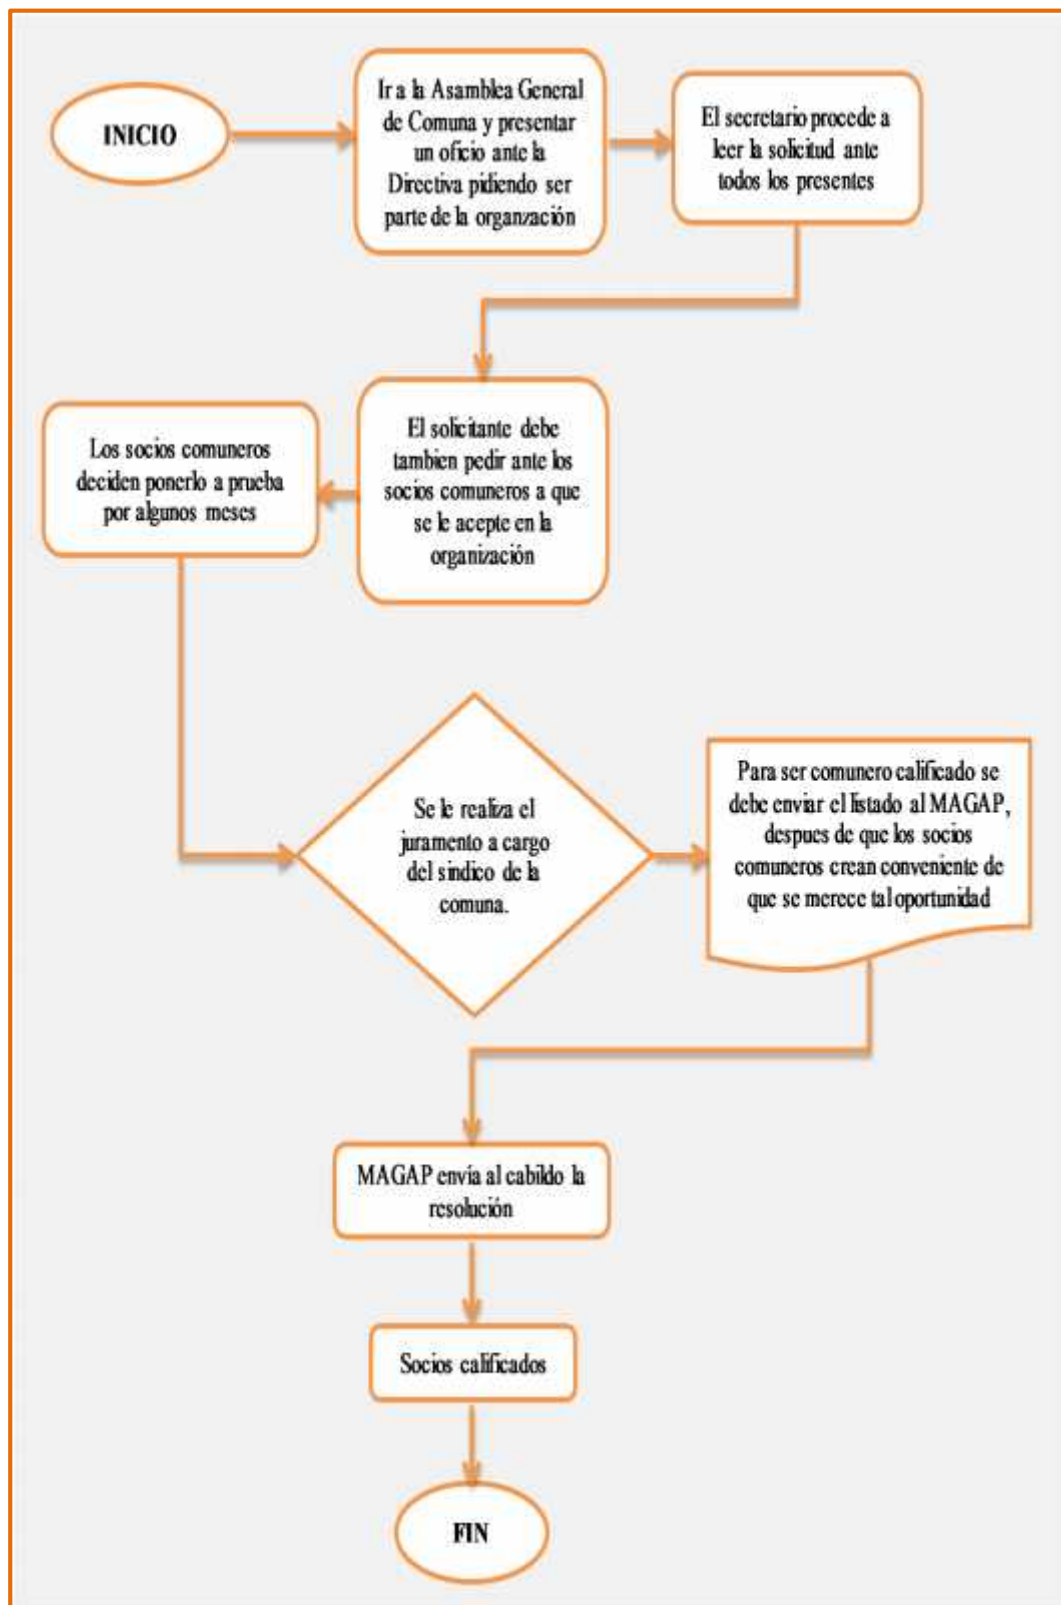 INICIO
Ir a la Asamblea General
de Comuna y presentar
un oficio ante la
Directiva pidiendo ser
parte de la organzación
El secretario procede a
leer la solicitud ante
todos los presentes
El solicitante debe
tambien pedir ante los
socios comuneros a que
se le acepte en la
organización
Los socios comuneros
deciden ponerlo a prueba
por algunos meses
Se le realiza el
juramento a cargo
del sindico de la
comuna.
Para ser comunero calificado se
debe enviar el listado al MAGAP,
despues de que los socios
comuneros crean conveniente de
que se merece tal oportunidad
MAGAP envía al cabildo la
resolución
Socios calificados
FIN